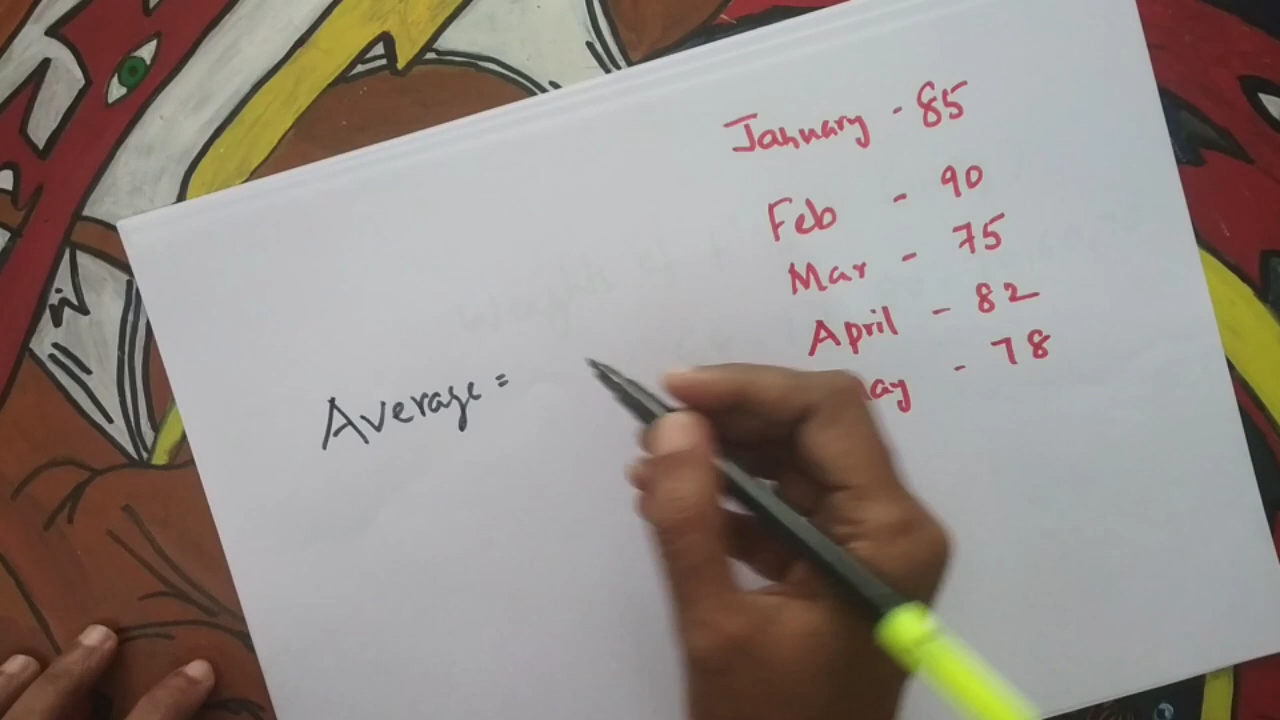 January - 85
Feb - 90
Mar - 75
April - 82
- 78
Average =